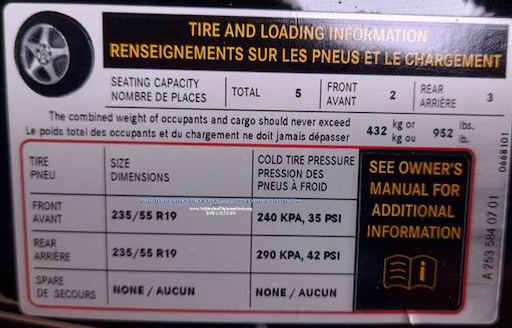 TIRE AND LOADING INFORMATION
RENSEIGNEMENTS SUR LES PNEUS ET LE CHARGEMENT
SEATING CAPACITY
NOMBRE DE PLACES
TOTAL 5
FRONT
AVANT
2
REAR
ARRIÈRE
3
The combined weight of occupants and cargo should never exceed
Le poids total des occupants et du chargement ne doit jamais dépasser
432 kg or
kg ou
952 lbs.
lb.
TIRE
PNEU
SIZE
DIMENSIONS
COLD TIRE PRESSURE
PRESSION DES
PNEUS À FROID
FRONT
AVANT
235/55 R19
240 KPA, 35 PSI
REAR
ARRIÈRE
235/55 R19
290 KPA, 42 PSI
SPARE
DE SECOURS
NONE / AUCUN
NONE / AUCUN
SEE OWNER'S
MANUAL FOR
ADDITIONAL
INFORMATION
i
0668101
A 253 584 07 01